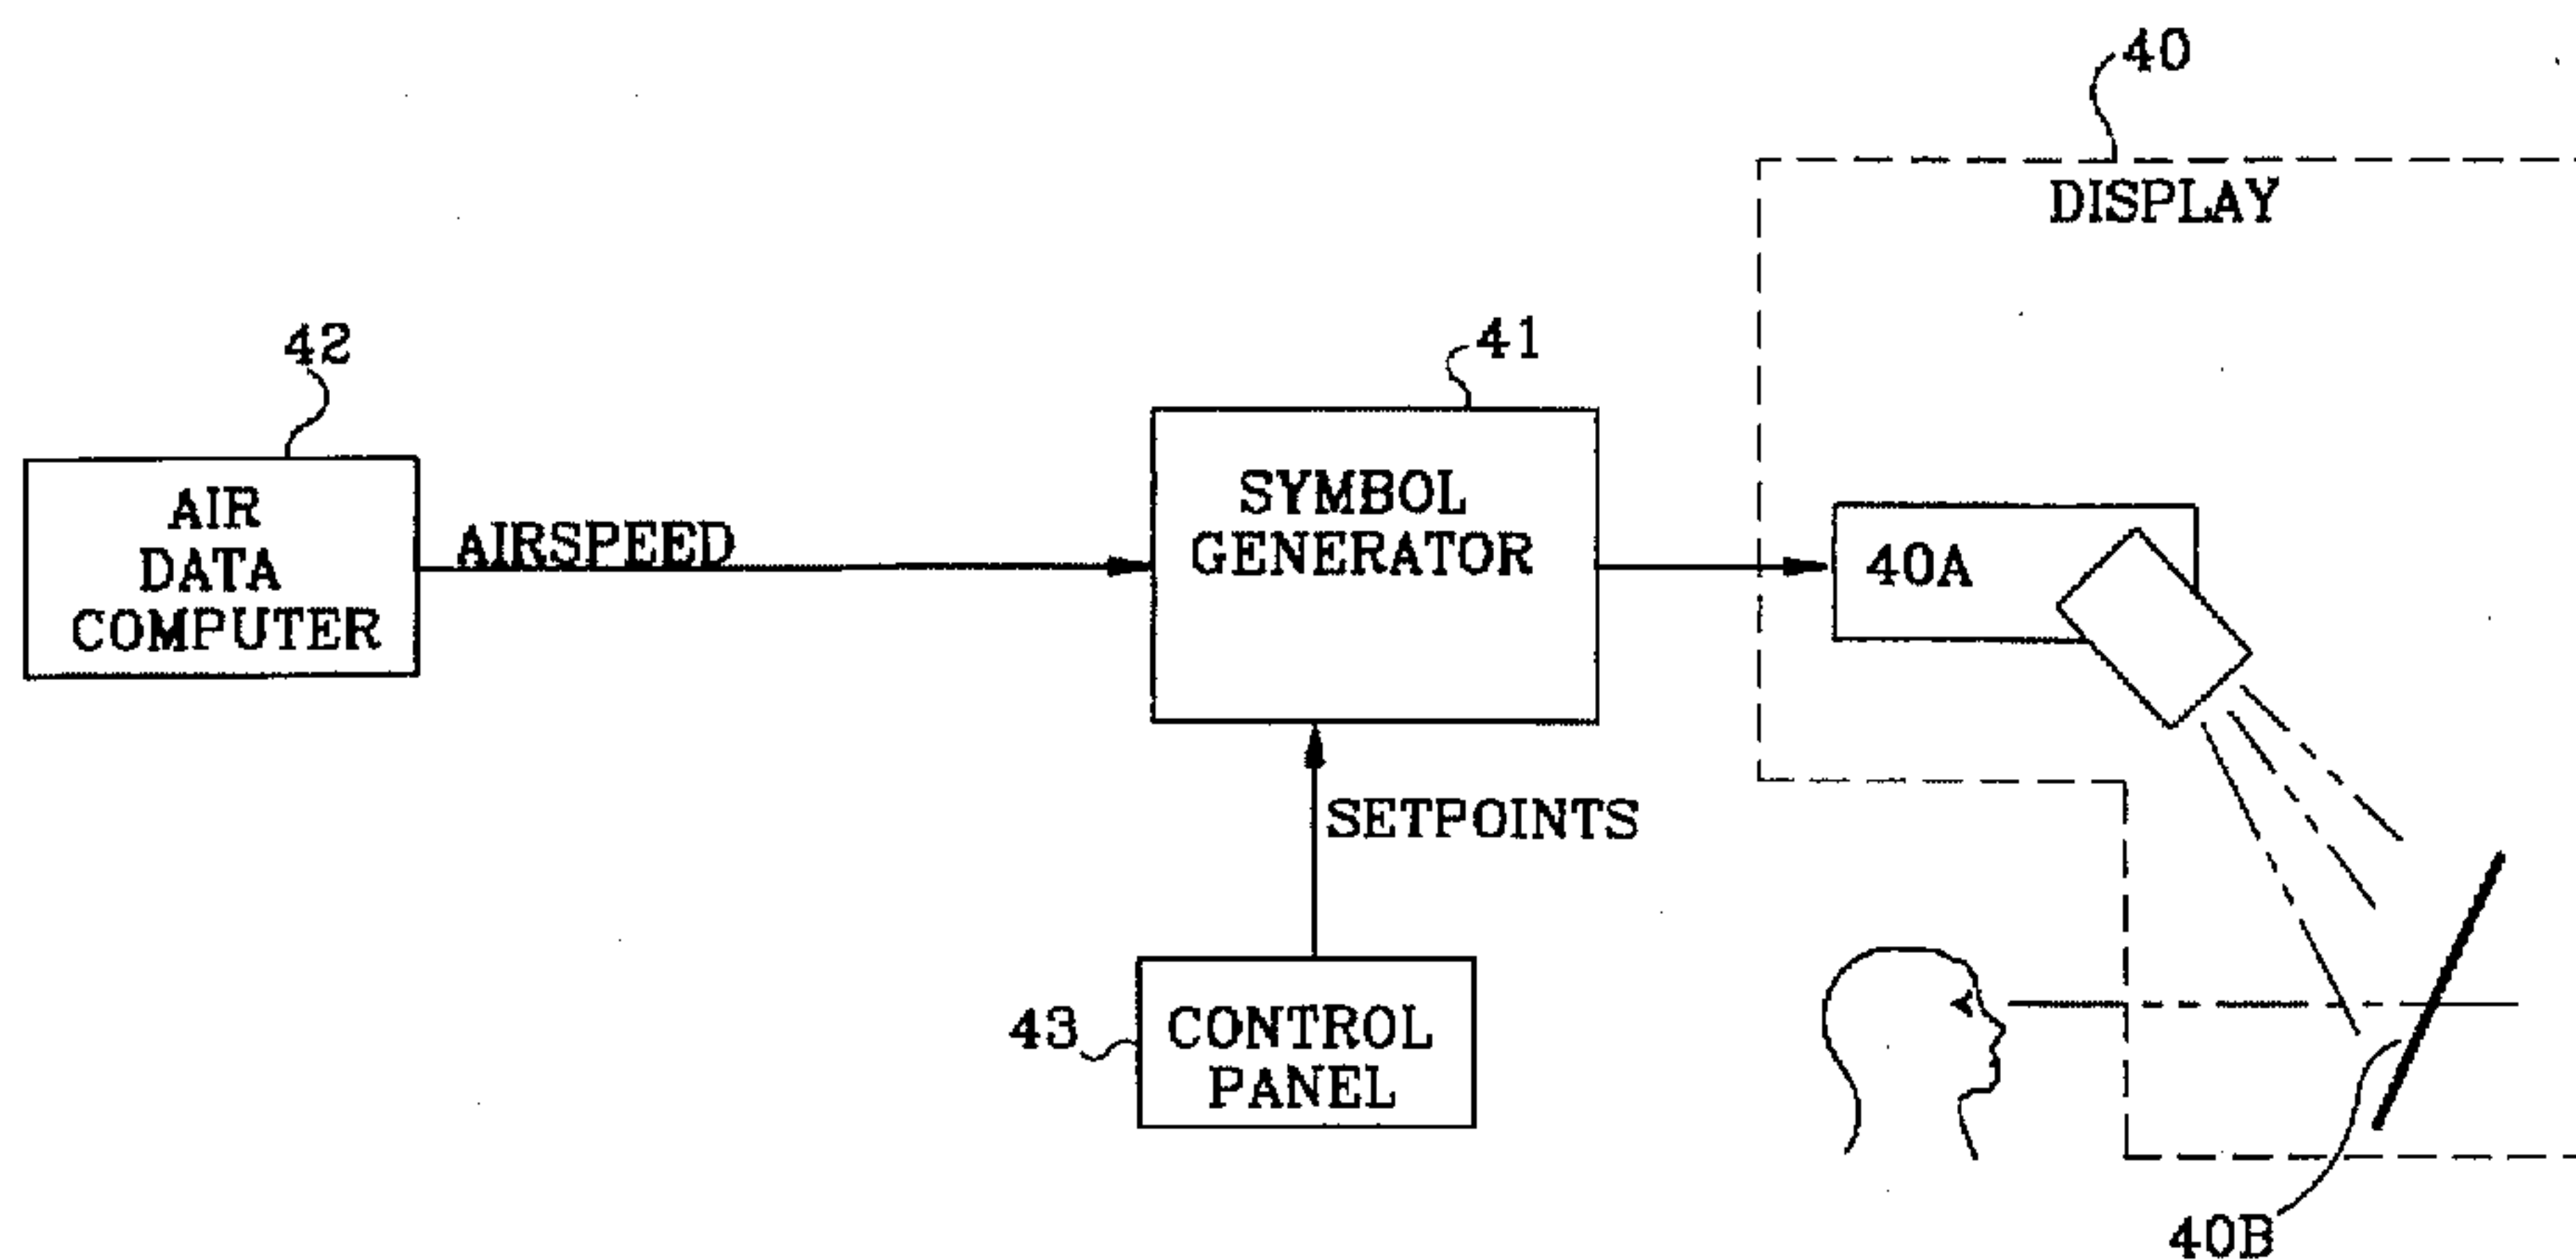 40
DISPLAY
42
41
AIR
DATA
COMPUTER
AIRSPEED
SYMBOL
GENERATOR
40A
SETPOINTS
43
CONTROL
PANEL
40B